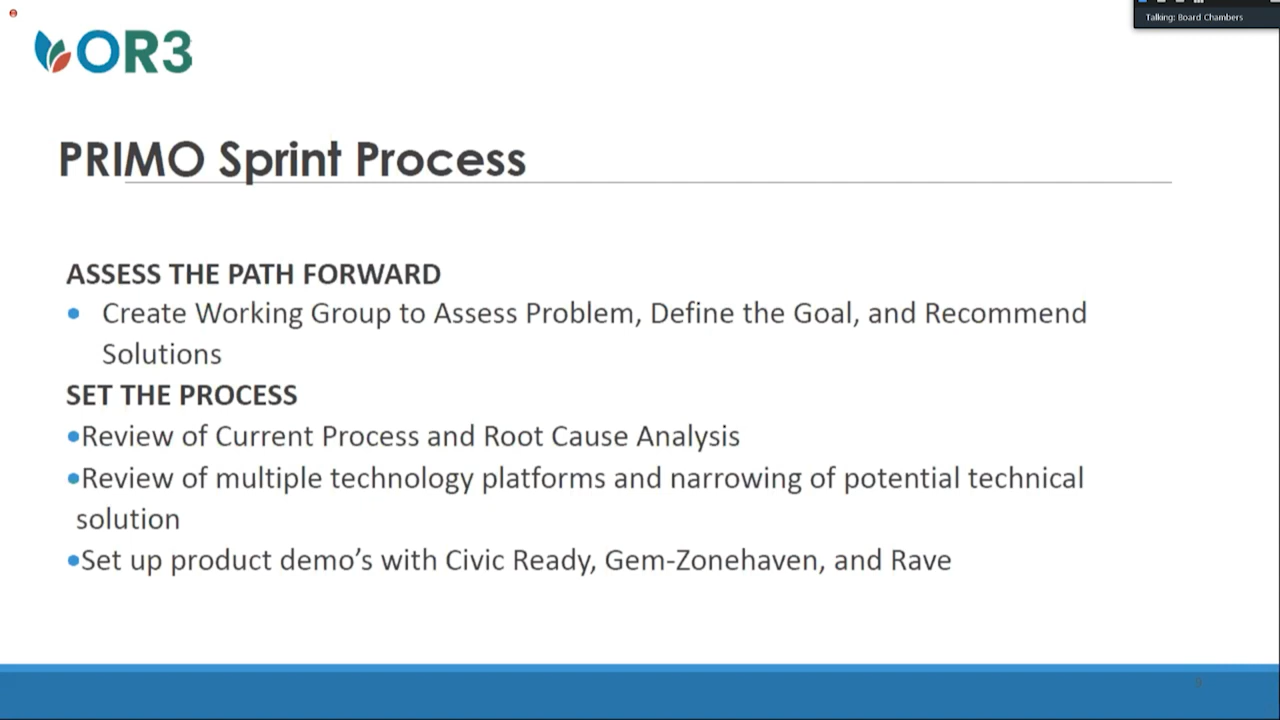 Talking: Board Chambers
OR3
PRIMO Sprint Process
ASSESS THE PATH FORWARD
• Create Working Group to Assess Problem, Define the Goal, and Recommend
Solutions
SET THE PROCESS
•Review of Current Process and Root Cause Analysis
•Review of multiple technology platforms and narrowing of potential technical
solution
•Set up product demo’s with Civic Ready, Gem-Zonehaven, and Rave